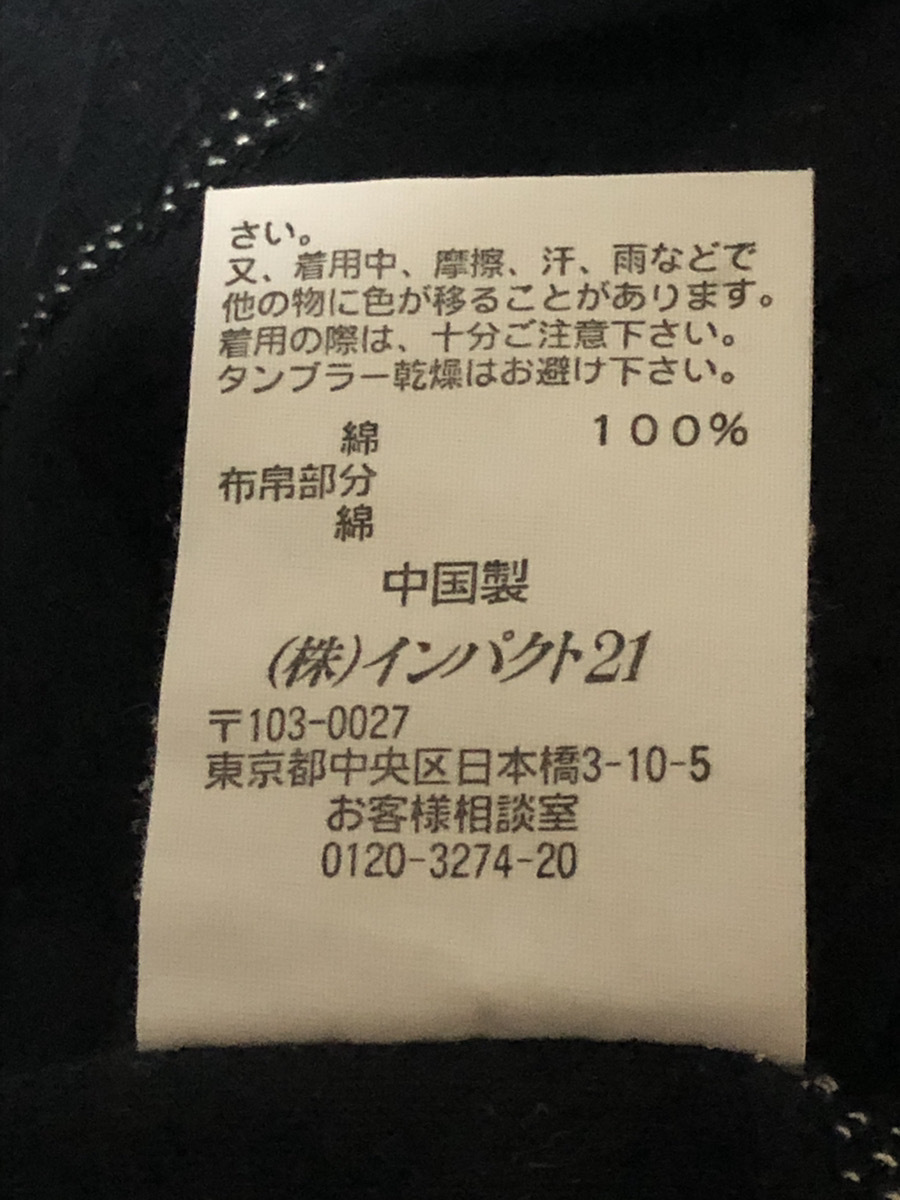 さい。
又、着用中、摩擦、汗、雨などで
他の物に色が移ることがあります。
着用の際は、十分ご注意下さい。
タンブラー乾燥はお避け下さい。
綿 100%
布帛部分
綿
中国製
(株)インパクト21
〒103-0027
東京都中央区日本橋3-10-5
お客様相談室
0120-3274-20